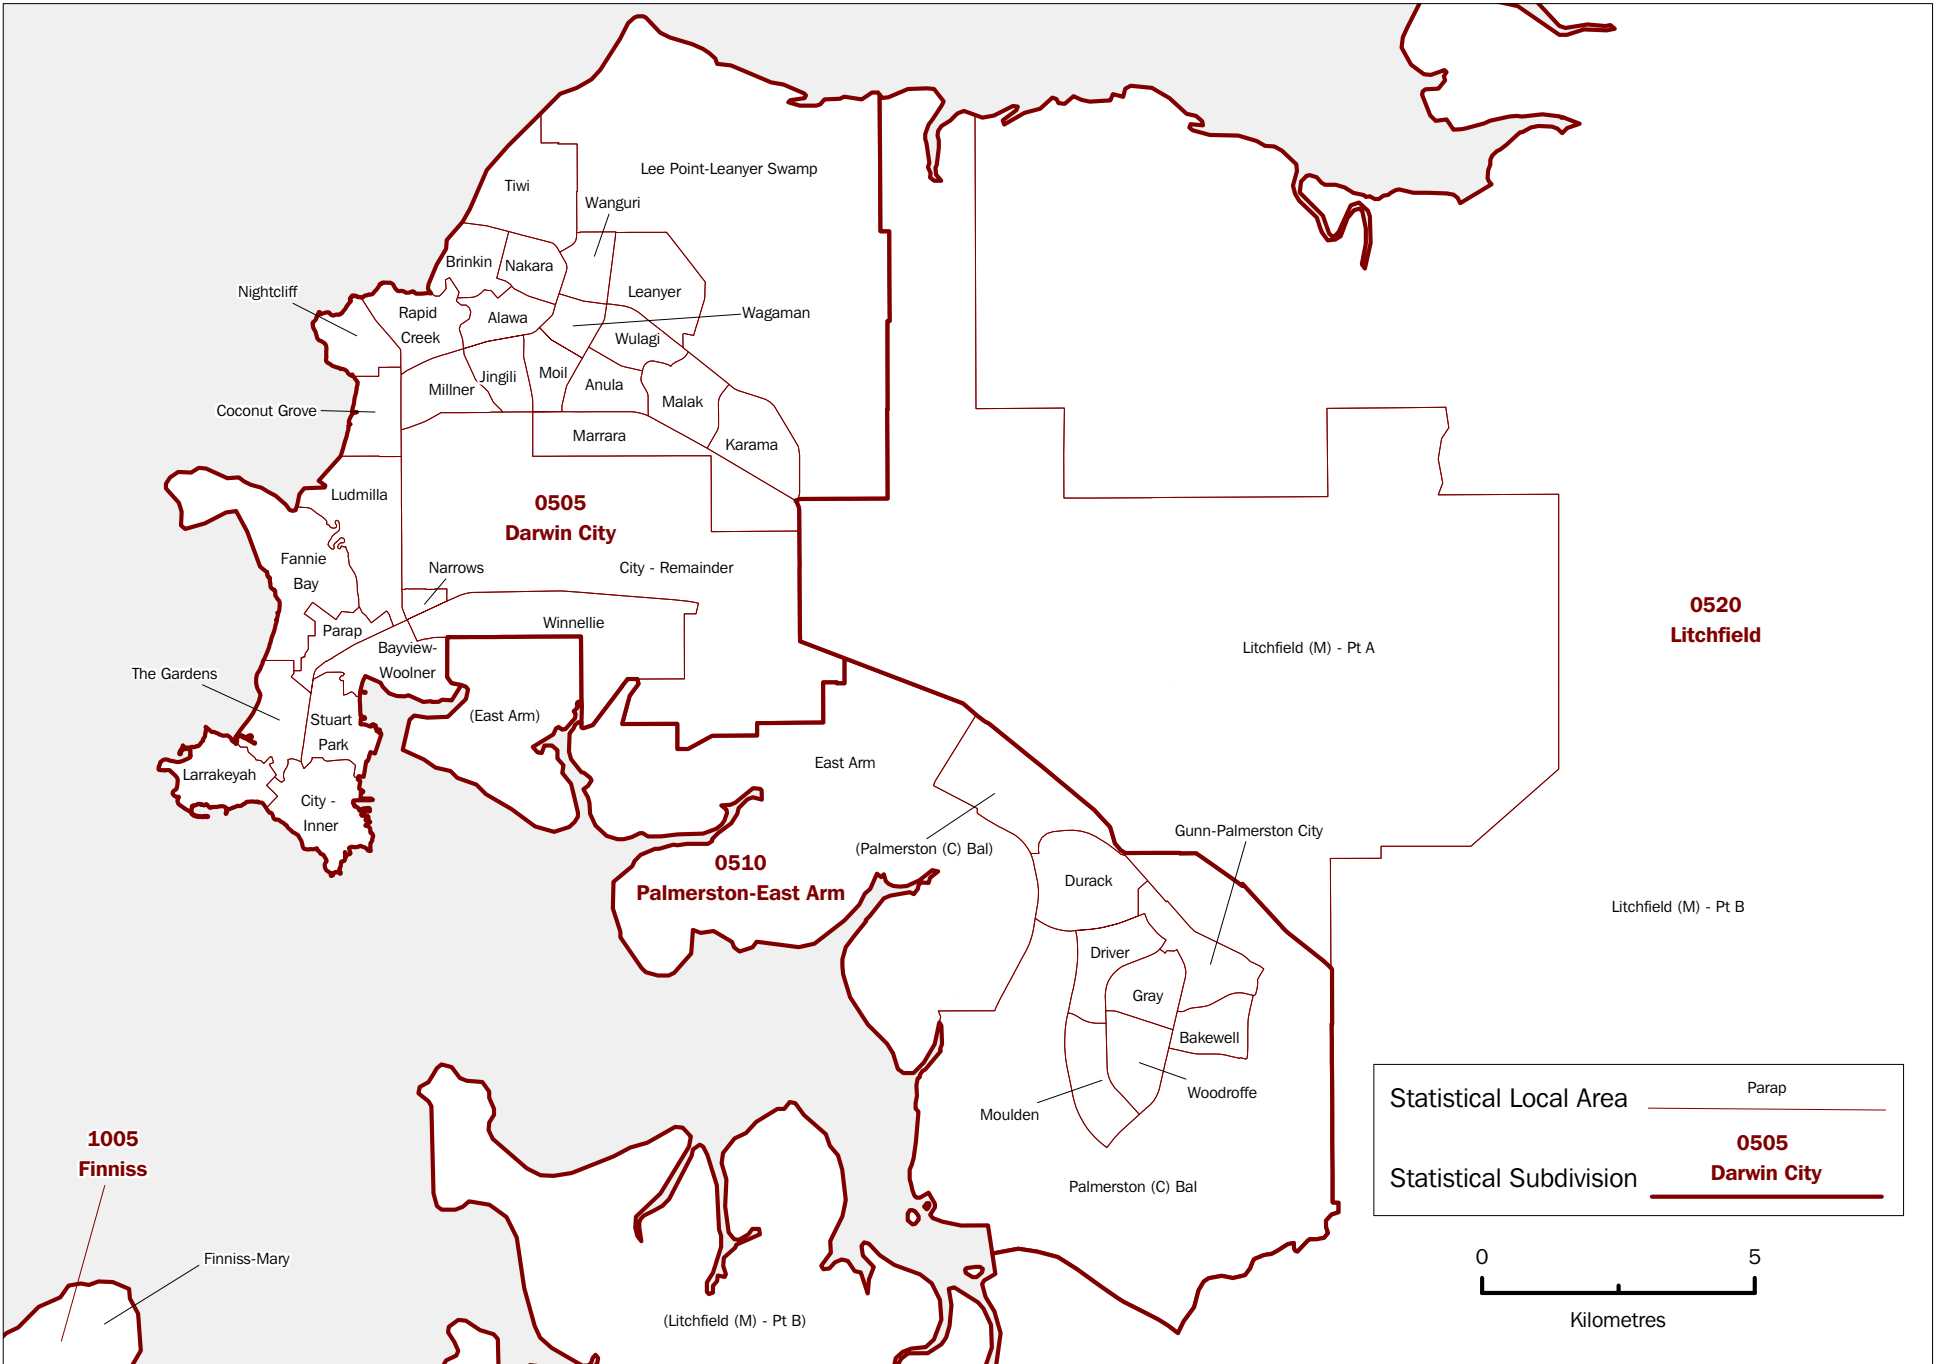 Lee Point-Leanyer Swamp
Tiwi
Wanguri
Brinkin
Nakara
Nightcliff
Leanyer
Rapid
Creek
Alawa
Wagaman
Wulagi
Millner
Jingili
Moil
Anula
Malak
Coconut Grove
Marrara
Karama
Ludmilla
0505
Darwin City
Fannie
Bay
Narrows
City - Remainder
Parap
Winnellie
Bayview-
Woolner
The Gardens
(East Arm)
Stuart
Park
Larrakeyah
City -
Inner
East Arm
0520
Litchfield
Litchfield (M) - Pt A
Gunn-Palmerston City
(Palmerston (C) Bal)
0510
Palmerston-East Arm
Durack
Litchfield (M) - Pt B
Driver
Gray
Bakewell
Woodroffe
Moulden
Palmerston (C) Bal
1005
Finniss
Finniss-Mary
(Litchfield (M) - Pt B)
Statistical Local Area
Parap
Statistical Subdivision
0505
Darwin City
0 5
Kilometres